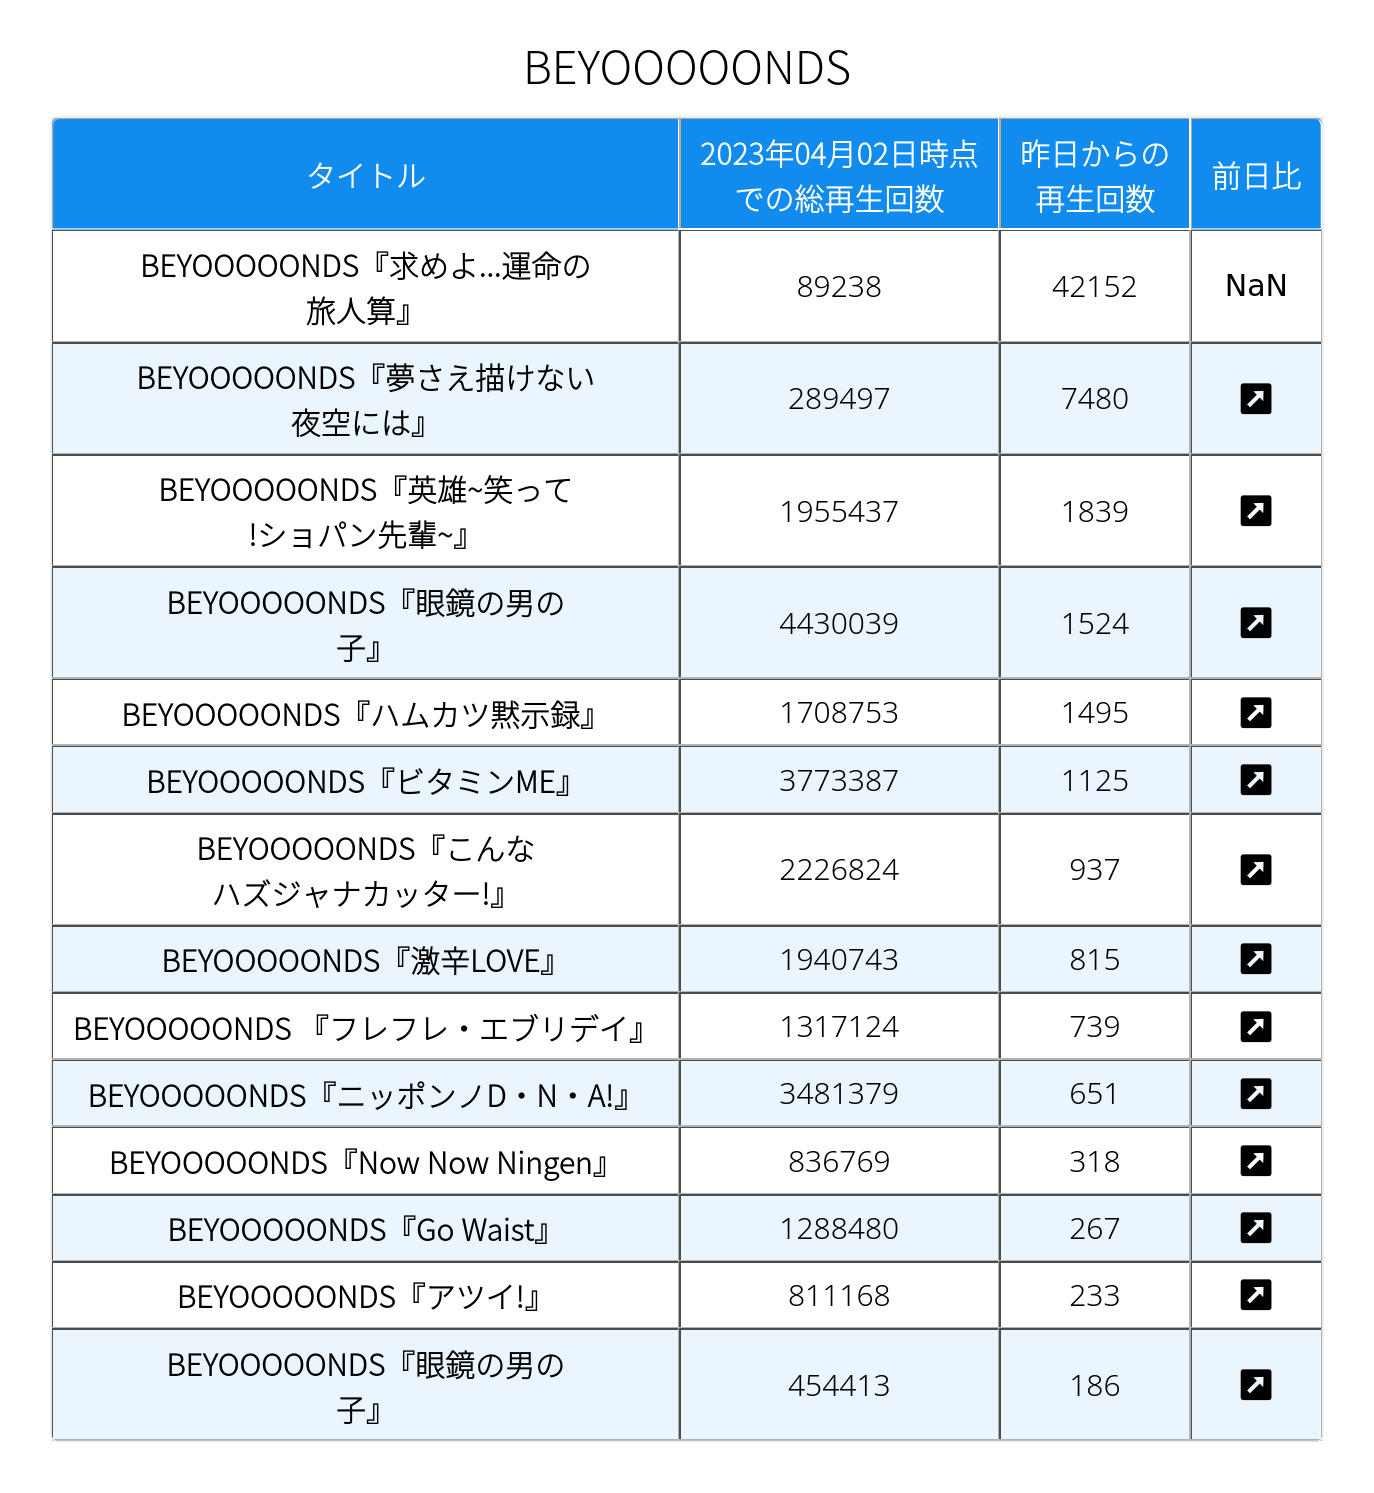 BEYOOOOONDS
タイトル
2023年04月02日時点
での総再生回数
昨日からの
再生回数
前日比
BEYOOOOONDS『求めよ...運命の
旅人算』
89238
42152
NaN
BEYOOOOONDS『夢さえ描けない
夜空には』
289497
7480
BEYOOOOONDS『英雄~笑って
!ショパン先輩~』
1955437
1839
BEYOOOOONDS『眼鏡の男の
子』
4430039
1524
BEYOOOOONDS『ハムカツ黙示録』
1708753
1495
BEYOOOOONDS『ビタミンME』
3773387
1125
BEYOOOOONDS『こんな
ハズジャナカッター!』
2226824
937
BEYOOOOONDS『激辛LOVE』
1940743
815
BEYOOOOONDS 『フレフレ・エブリデイ』
1317124
739
BEYOOOOONDS『ニッポンノD・N・A!』
3481379
651
BEYOOOOONDS『Now Now Ningen』
836769
318
BEYOOOOONDS『Go Waist』
1288480
267
BEYOOOOONDS『アツイ!』
811168
233
BEYOOOOONDS『眼鏡の男の
子』
454413
186